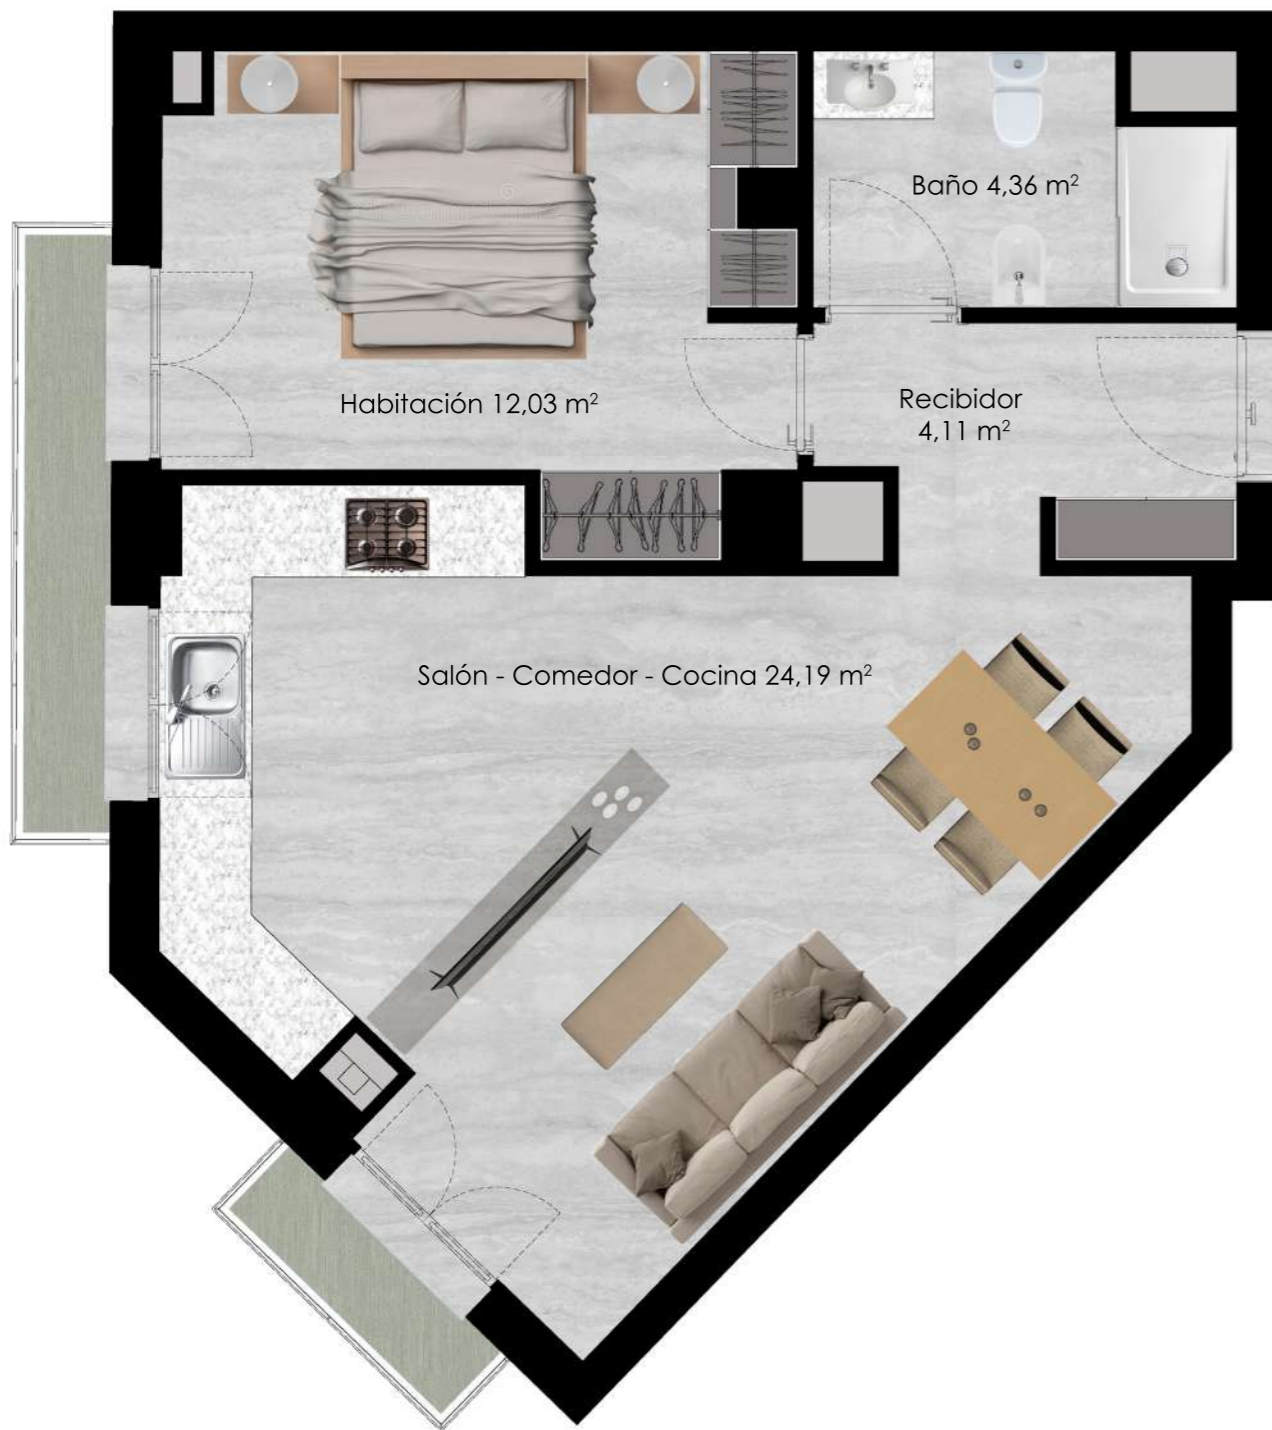 Baño 4,36 m²
Habitación 12,03 m²
Recibidor
4,11 m²
Salón - Comedor - Cocina 24,19 m²